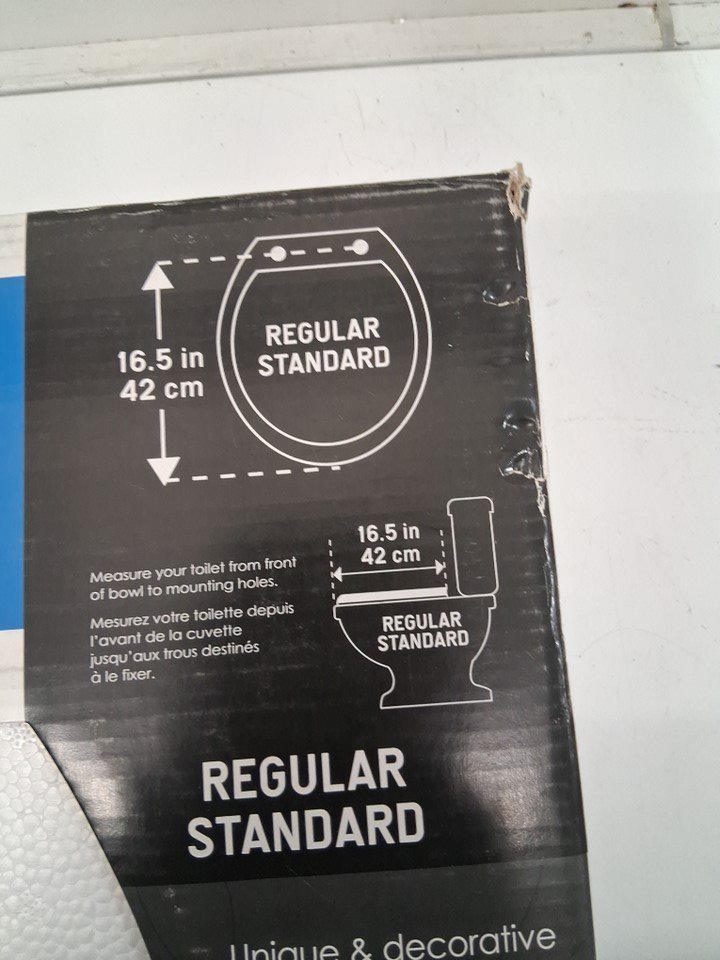 REGULAR
STANDARD
16.5 in
42 cm
16.5 in
42 cm
REGULAR
STANDARD
Measure your toilet from front
of bowl to mounting holes.
Mesurez votre toilette depuis
l'avant de la cuvette
jusqu'aux trous destinés
à le fixer.
REGULAR
STANDARD
Unique & decorative